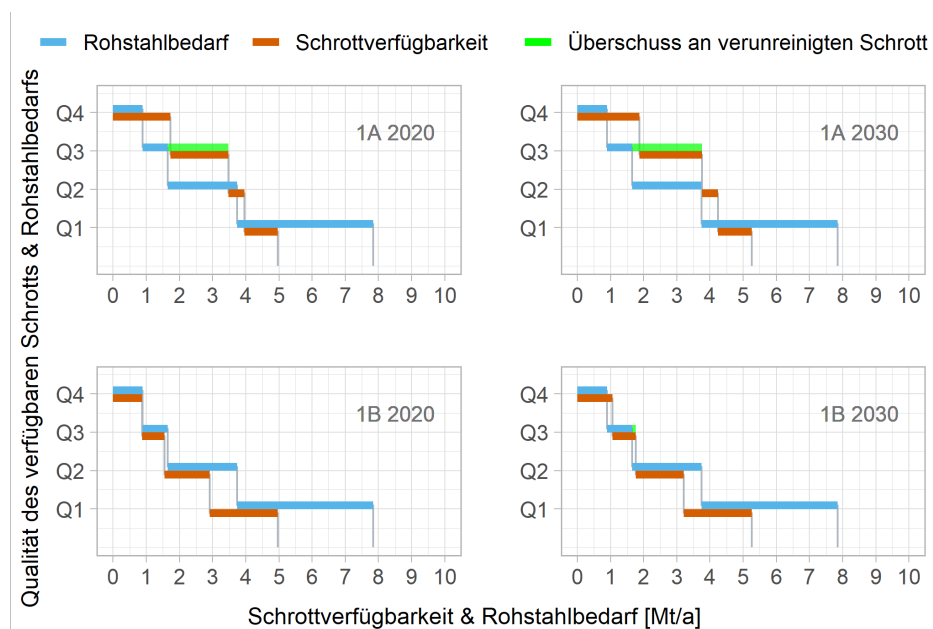 Rohstahlbedarf Schrottverfügbarkeit Überschuss an verunreinigten Schrott
Qualität des verfügbaren Schrotts & Rohstahlbedarfs
Q4
Q3
Q2
Q1
1A 2020
0 1 2 3 4 5 6 7 8 9 10
Q4
Q3
Q2
Q1
1A 2030
0 1 2 3 4 5 6 7 8 9 10
Q4
Q3
Q2
Q1
1B 2020
0 1 2 3 4 5 6 7 8 9 10
Q4
Q3
Q2
Q1
1B 2030
0 1 2 3 4 5 6 7 8 9 10
Schrottverfügbarkeit & Rohstahlbedarf [Mt/a]